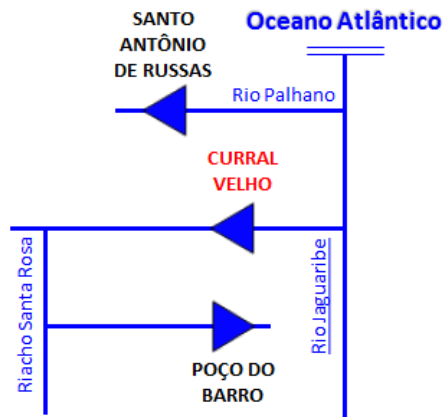 SANTO
ANTÔNIO
DE RUSSAS
Oceano Atlântico
Rio Palhano
CURRAL
VELHO
Riacho Santa Rosa
Rio Jaguaribe
POÇO DO
BARRO